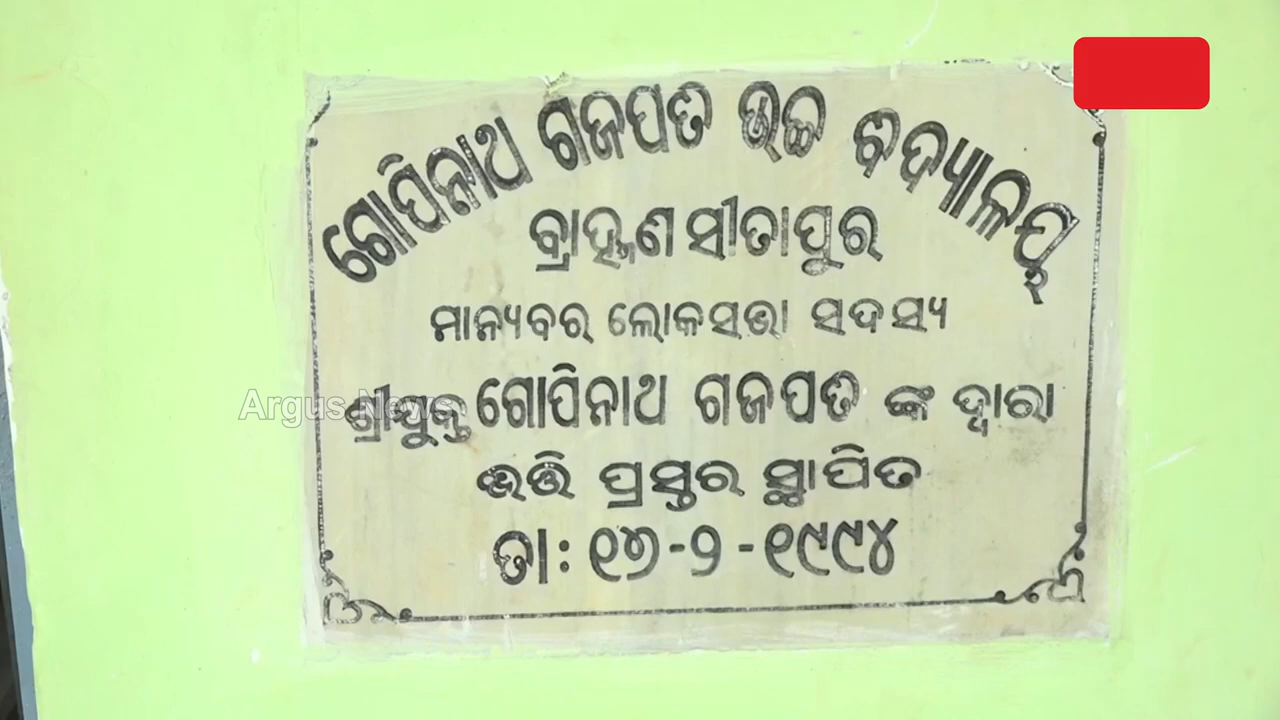 ଗୋପିନାଥ ଗଜପତି ଉଚ୍ଚ ବିଦ୍ୟାଳୟ
ବ୍ରାହ୍ମଣ ସୀତାପୁର
ମାନ୍ୟବର ଲୋକସଭା ସଦସ୍ୟ
ଶ୍ରୀଯୁକ୍ତ ଗୋପିନାଥ ଗଜପତି ଙ୍କ ଦ୍ୱାରା
ଭିତ୍ତି ପ୍ରସ୍ତର ସ୍ଥାପିତ
ତା : ୧୬-୨-୧୯୯୪
Argus News